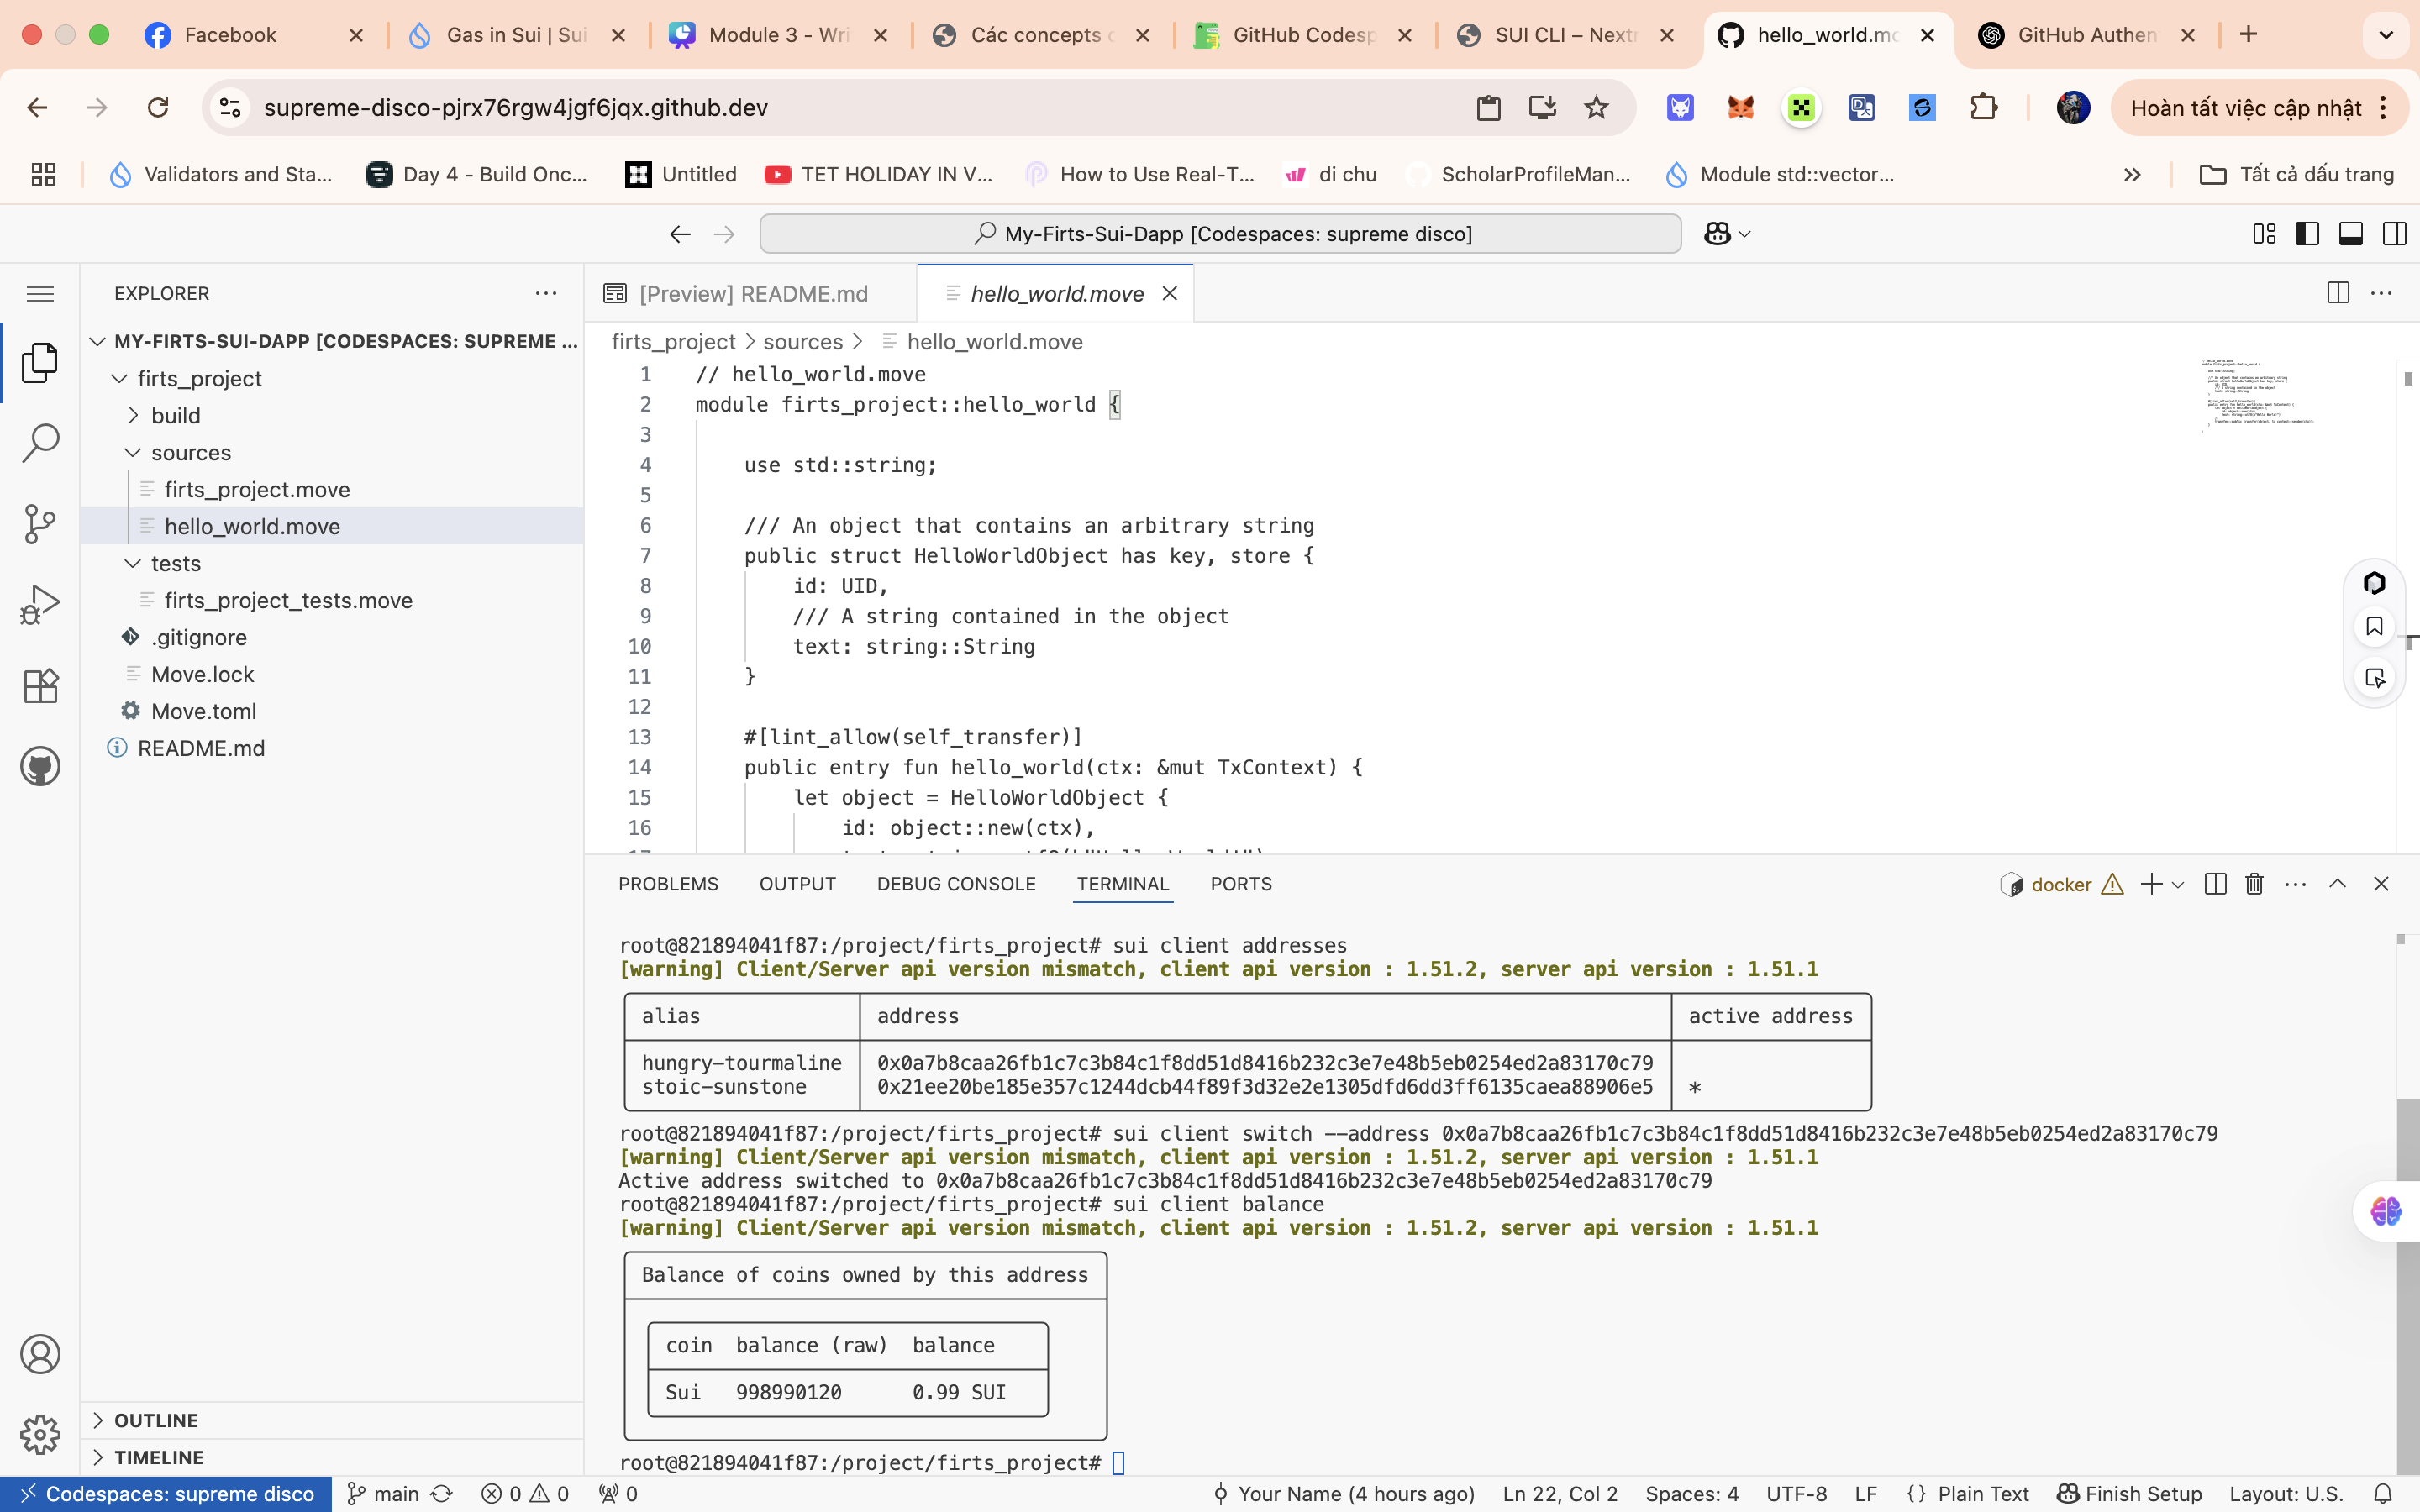 Facebook
Gas in Sui | Sui
Module 3 - Wri
Các concepts c
GitHub Codesp
SUI CLI – Nextr
hello_world.mo
GitHub Authen
supreme-disco-pjrx76rgw4jgf6jqx.github.dev
Hoàn tất việc cập nhật
Validators and Sta...
Day 4 - Build Onc...
Untitled
TET HOLIDAY IN V...
How to Use Real-T...
di chu
ScholarProfileMan...
Module std::vector...
Tất cả dấu trang
My-Firts-Sui-Dapp [Codespaces: supreme disco]
EXPLORER
MY-FIRTS-SUI-DAPP [CODESPACES: SUPREME ...
firts_project
build
sources
firts_project.move
hello_world.move
tests
firts_project_tests.move
.gitignore
Move.lock
Move.toml
README.md
OUTLINE
TIMELINE
[Preview] README.md
hello_world.move
firts_project > sources > hello_world.move
1 // hello_world.move
2 module firts_project::hello_world {
3
4 use std::string;
5
6 /// An object that contains an arbitrary string
7 public struct HelloWorldObject has key, store {
8 id: UID,
9 /// A string contained in the object
10 text: string::String
11 }
12
13 #[lint_allow(self_transfer)]
14 public entry fun hello_world(ctx: &mut TxContext) {
15 let object = HelloWorldObject {
16 id: object::new(ctx),
PROBLEMS OUTPUT DEBUG CONSOLE TERMINAL PORTS
docker
root@821894041f87:/project/firts_project# sui client addresses
[warning] Client/Server api version mismatch, client api version : 1.51.2, server api version : 1.51.1
alias address active address
hungry-tourmaline 0x0a7b8caa26fb1c7c3b84c1f8dd51d8416b232c3e7e48b5eb0254ed2a83170c79
stoic-sunstone 0x21ee20be185e357c1244dcb44f89f3d32e2e1305dfd6dd3ff6135caea88906e5 *
root@821894041f87:/project/firts_project# sui client switch --address 0x0a7b8caa26fb1c7c3b84c1f8dd51d8416b232c3e7e48b5eb0254ed2a83170c79
[warning] Client/Server api version mismatch, client api version : 1.51.2, server api version : 1.51.1
Active address switched to 0x0a7b8caa26fb1c7c3b84c1f8dd51d8416b232c3e7e48b5eb0254ed2a83170c79
root@821894041f87:/project/firts_project# sui client balance
[warning] Client/Server api version mismatch, client api version : 1.51.2, server api version : 1.51.1
Balance of coins owned by this address
coin balance (raw) balance
Sui 998990120 0.99 SUI
root@821894041f87:/project/firts_project#
Codespaces: supreme disco
main
0 0
0
Your Name (4 hours ago)
Ln 22, Col 2
Spaces: 4
UTF-8
LF
{} Plain Text
Finish Setup
Layout: U.S.